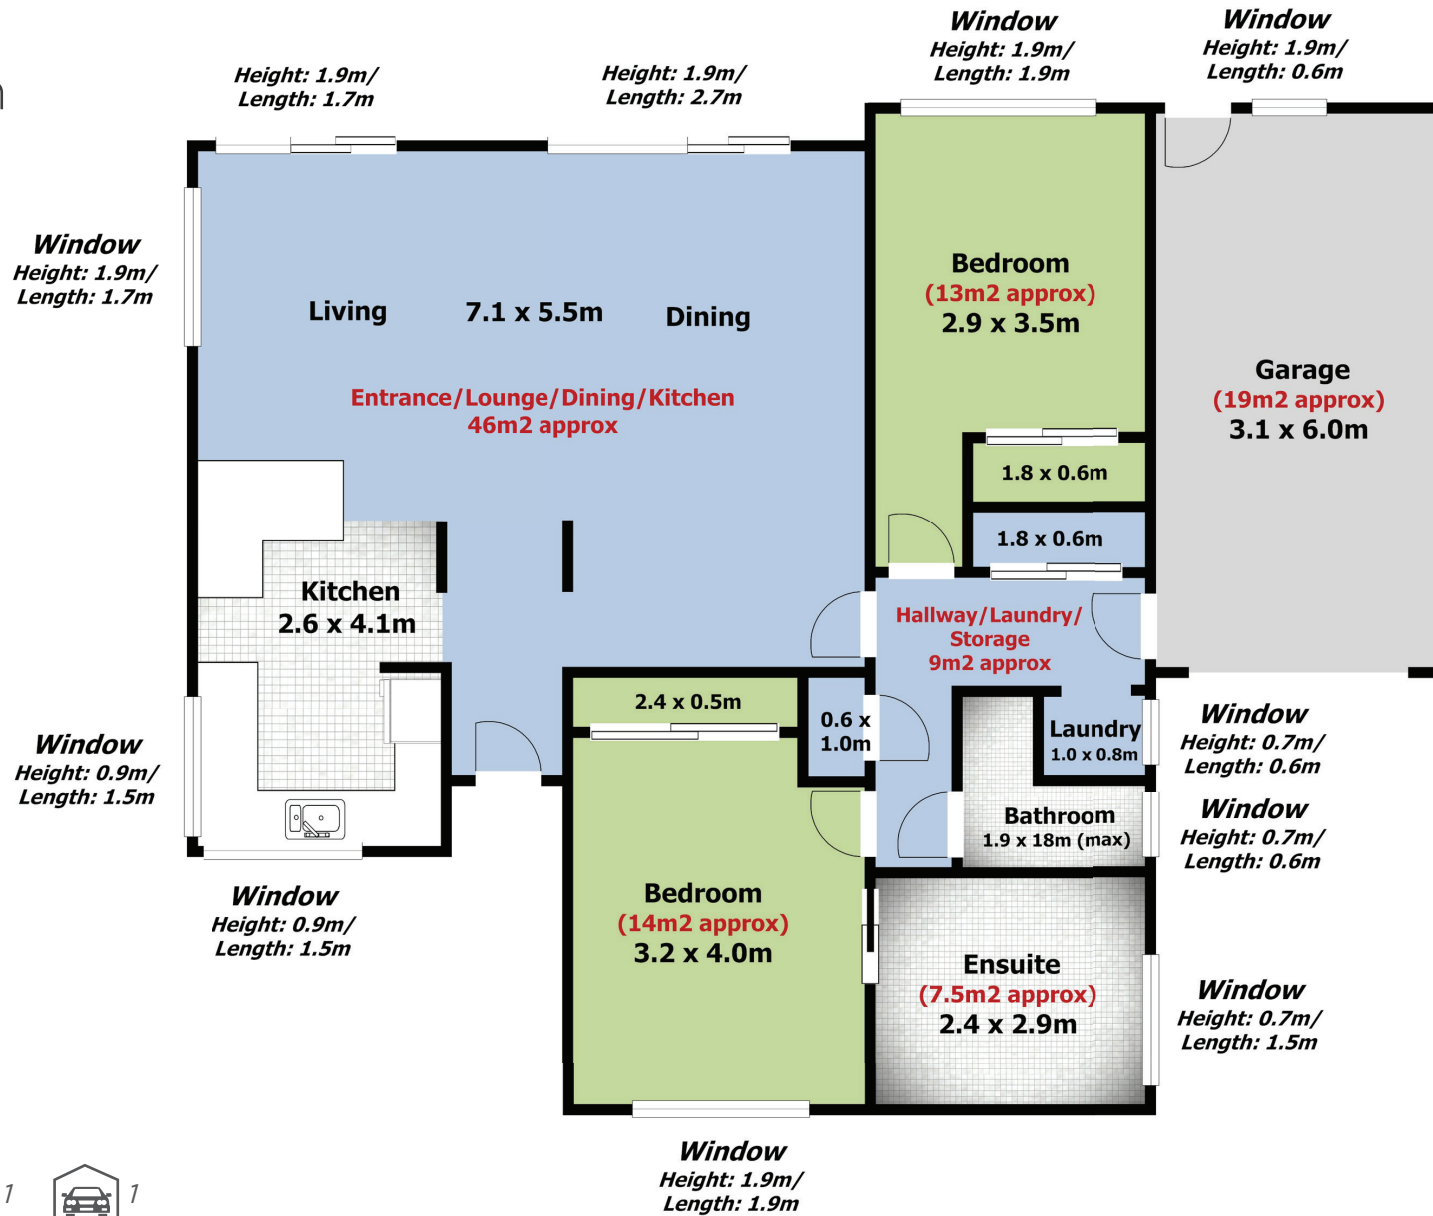 Window
Height: 1.9m/
Length: 1.9m
Window
Height: 1.9m/
Length: 0.6m
Height: 1.9m/
Length: 1.7m
Height: 1.9m/
Length: 2.7m
Window
Height: 1.9m/
Length: 1.7m
Living
7.1 x 5.5m
Dining
Entrance/Lounge/Dining/Kitchen
46m2 approx
Bedroom
(13m2 approx)
2.9 x 3.5m
Garage
(19m2 approx)
3.1 x 6.0m
1.8 x 0.6m
1.8 x 0.6m
Kitchen
2.6 x 4.1m
Hallway/Laundry/
Storage
9m2 approx
2.4 x 0.5m
0.6 x
1.0m
Laundry
1.0 x 0.8m
Window
Height: 0.7m/
Length: 0.6m
Window
Height: 0.9m/
Length: 1.5m
Bathroom
1.9 x 18m (max)
Window
Height: 0.7m/
Length: 0.6m
Window
Height: 0.9m/
Length: 1.5m
Bedroom
(14m2 approx)
3.2 x 4.0m
Ensuite
(7.5m2 approx)
2.4 x 2.9m
Window
Height: 0.7m/
Length: 1.5m
Window
Height: 1.9m/
Length: 1.9m
1
1